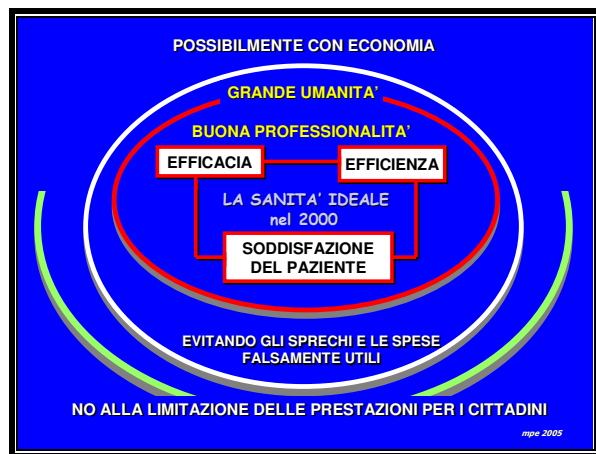 POSSIBILMENTE CON ECONOMIA
GRANDE UMANITA'
BUONA PROFESSIONALITA'
EFFICACIA
EFFICIENZA
LA SANITA' IDEALE
nel 2000
SODDISFAZIONE
DEL PAZIENTE
EVITANDO GLI SPRECHI E LE SPESE
FALSAMENTE UTILI
NO ALLA LIMITAZIONE DELLE PRESTAZIONI PER I CITTADINI
mpe 2005